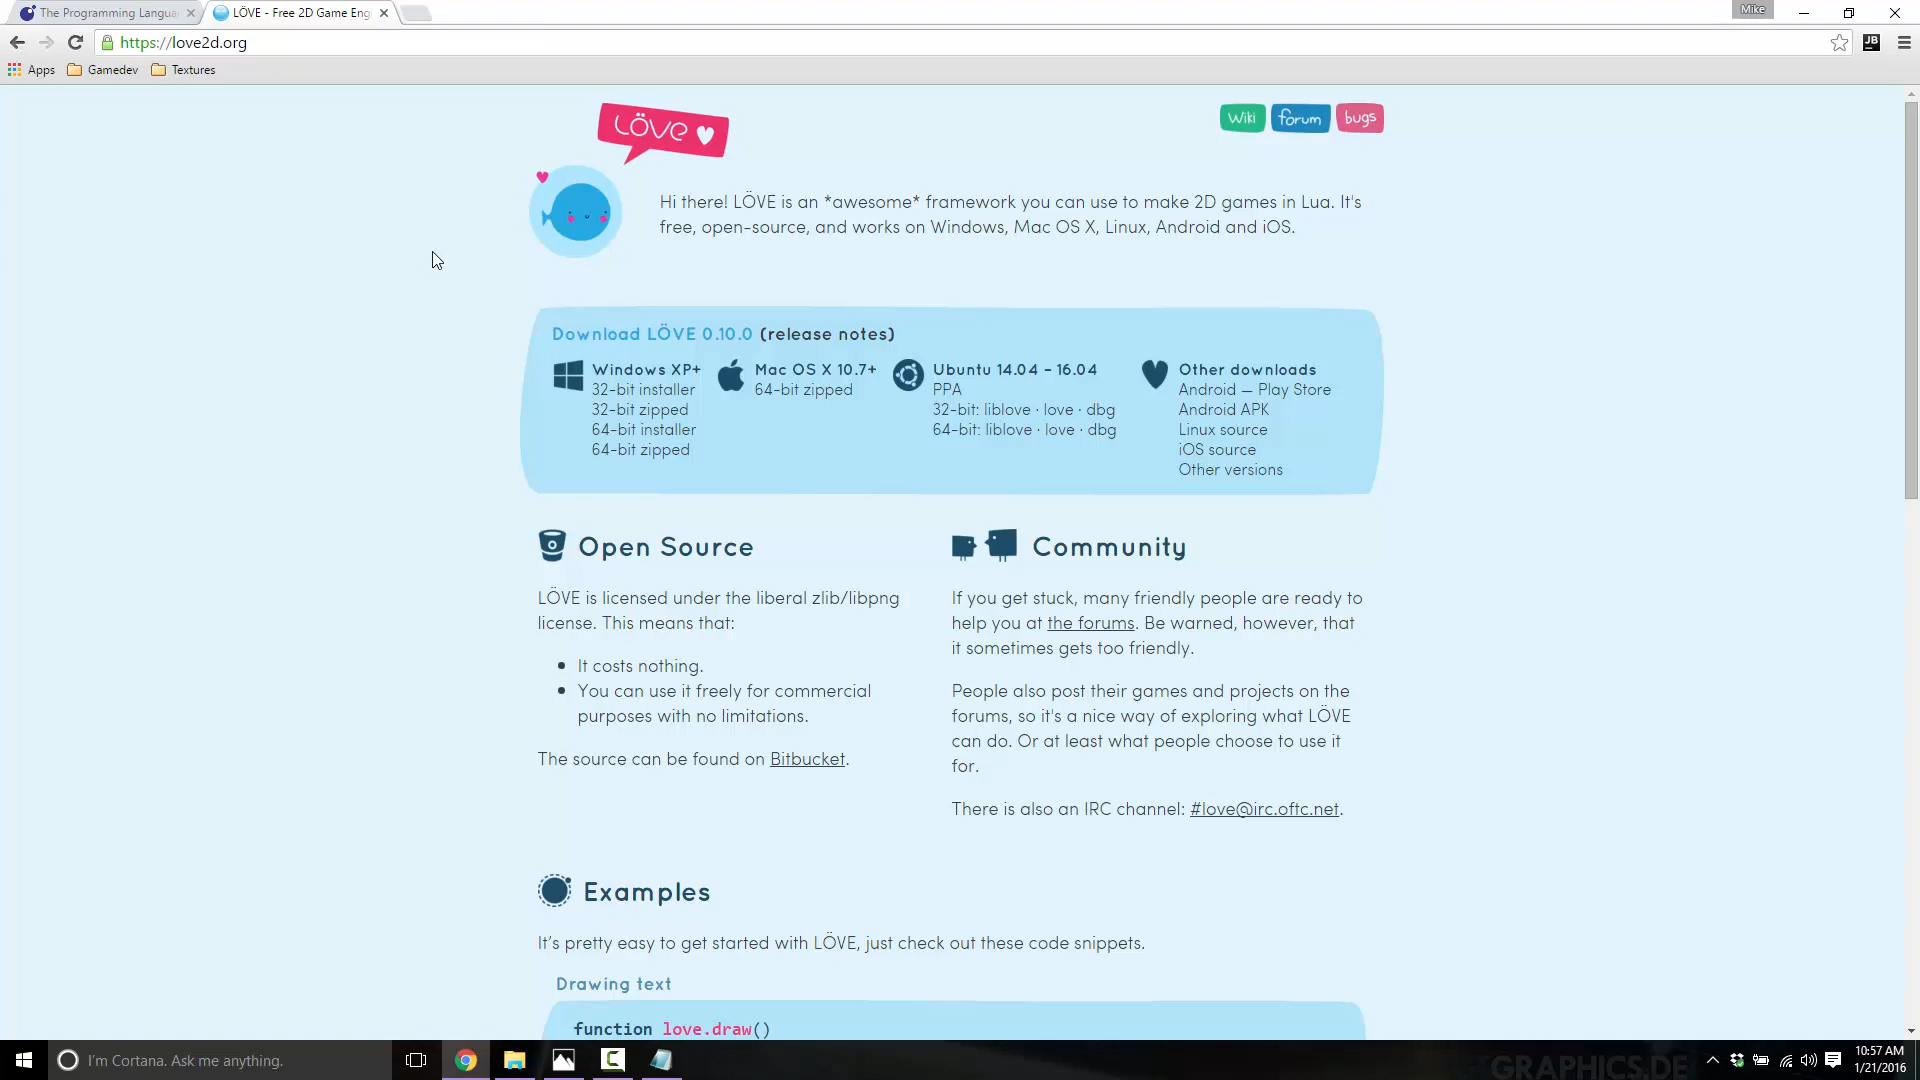 The Programming Langua
LÖVE - Free 2D Game Eng
Mike
https://love2d.org
JB
Apps
Gamedev
Textures
LÖVE
Wiki
forum
bugs
Hi there! LÖVE is an *awesome* framework you can use to make 2D games in Lua. It's
free, open-source, and works on Windows, Mac OS X, Linux, Android and iOS.
Download LÖVE 0.10.0 (release notes)
Windows XP+
32-bit installer
32-bit zipped
64-bit installer
64-bit zipped
Mac OS X 10.7+
64-bit zipped
Ubuntu 14.04 - 16.04
PPA
32-bit: liblove · love · dbg
64-bit: liblove · love · dbg
Other downloads
Android — Play Store
Android APK
Linux source
iOS source
Other versions
Open Source
LÖVE is licensed under the liberal zlib/libpng
license. This means that:
It costs nothing.
You can use it freely for commercial
purposes with no limitations.
The source can be found on Bitbucket.
Community
If you get stuck, many friendly people are ready to
help you at the forums. Be warned, however, that
it sometimes gets too friendly.
People also post their games and projects on the
forums, so it's a nice way of exploring what LÖVE
can do. Or at least what people choose to use it
for.
There is also an IRC channel: #love@irc.oftc.net.
Examples
It's pretty easy to get started with LÖVE, just check out these code snippets.
Drawing text
function love.draw()
I'm Cortana. Ask me anything.
GRAPHICS.DE
10:57 AM
1/21/2016